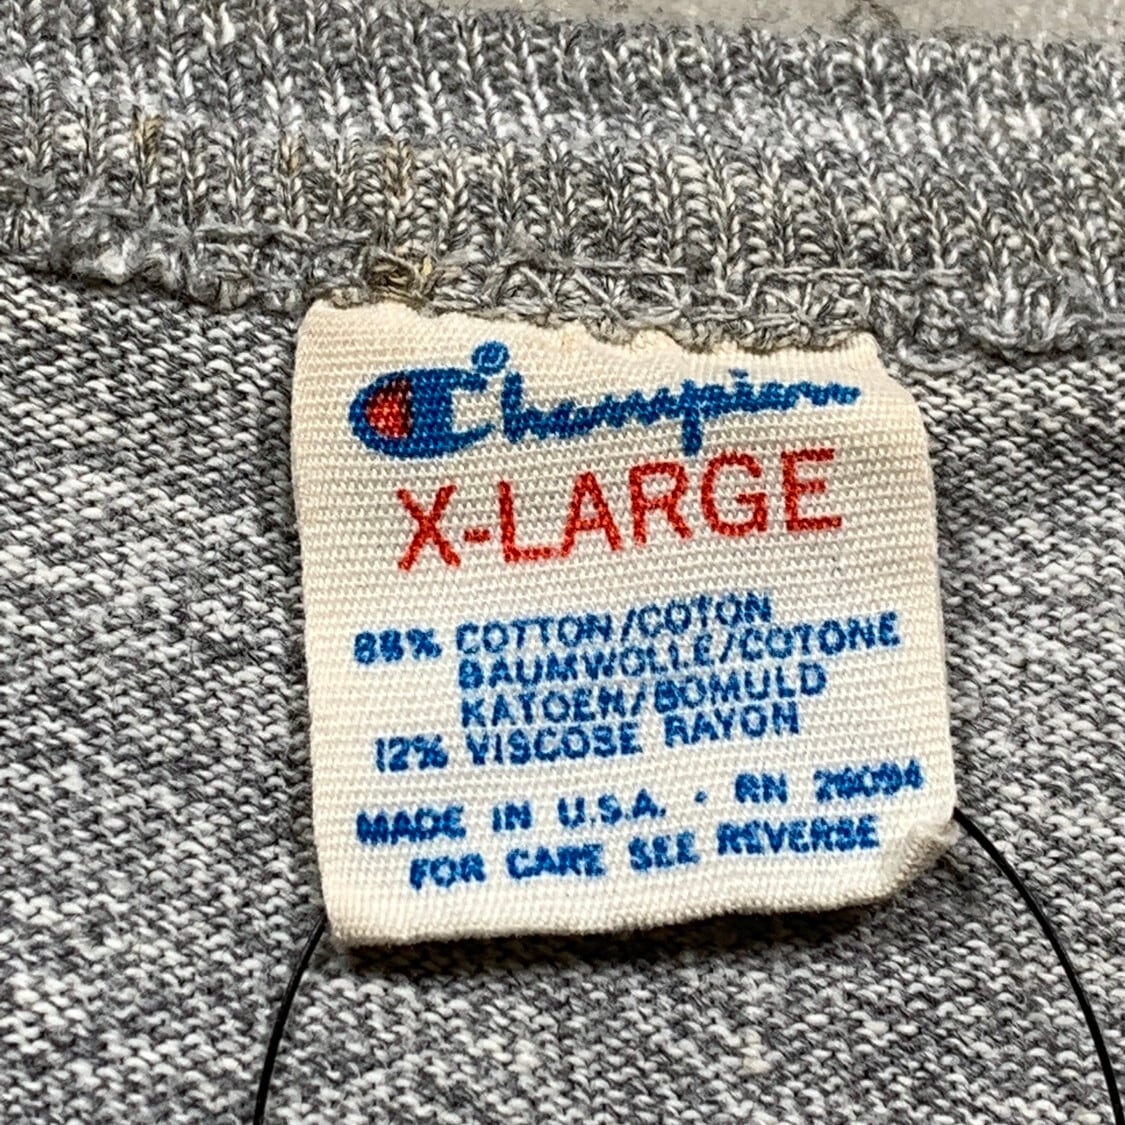 Champion®
X-LARGE
88% COTTON/COTON
BAUMWOLLE/COTONE
KATOEN/BOMULD
12% VISCOSE RAYON
MADE IN U.S.A. · RN 26094
FOR CARE SEE REVERSE